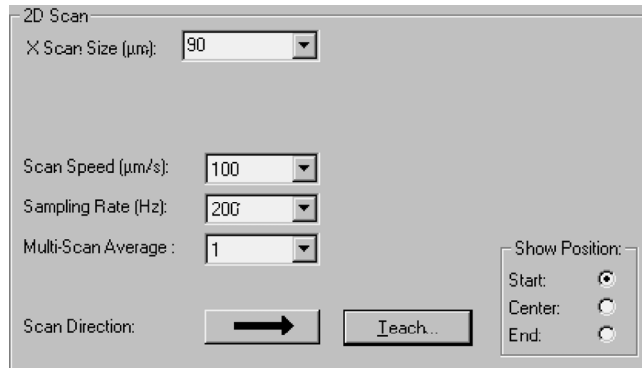 2D Scan
X Scan Size (µm): 90
Scan Speed (µm/s): 100
Sampling Rate (Hz): 200
Multi-Scan Average : 1
Show Position:
Start:
Center:
End:
Scan Direction:
Teach...